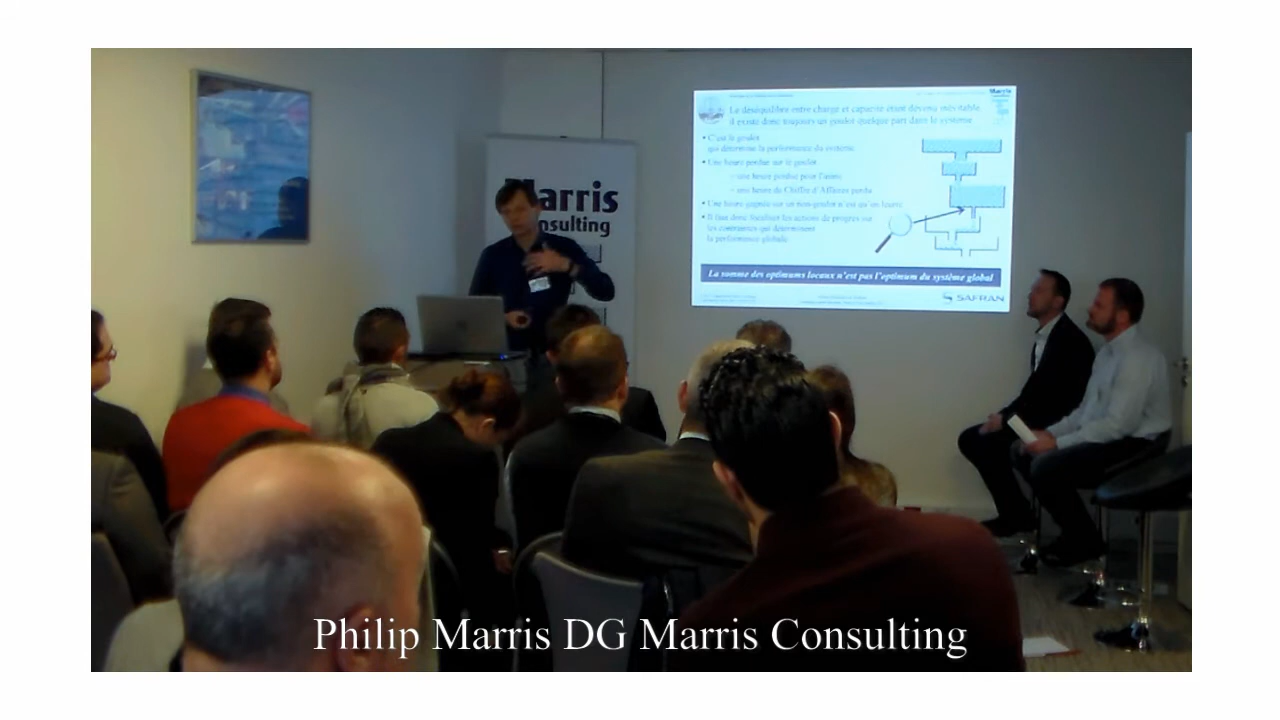 Le déséquilibre entre charge et capacité étant devenu inévitable
il existe donc toujours un goulot quelque part dans le système
• C'est le goulot
qui détermine la performance du système
• Une heure perdue sur le goulot
– une heure perdue pour l'usine
– une heure de Chiffre d'Affaires perdu
• Une heure gagnée sur un non-goulot n'est qu'un leurre
• Il faut donc focaliser les actions de progrès sur
les contraintes qui déterminent
la performance globale
La somme des optimums locaux n'est pas l'optimum du système global
SAFRAN
Marris
Marris
Consulting
Philip Marris DG Marris Consulting